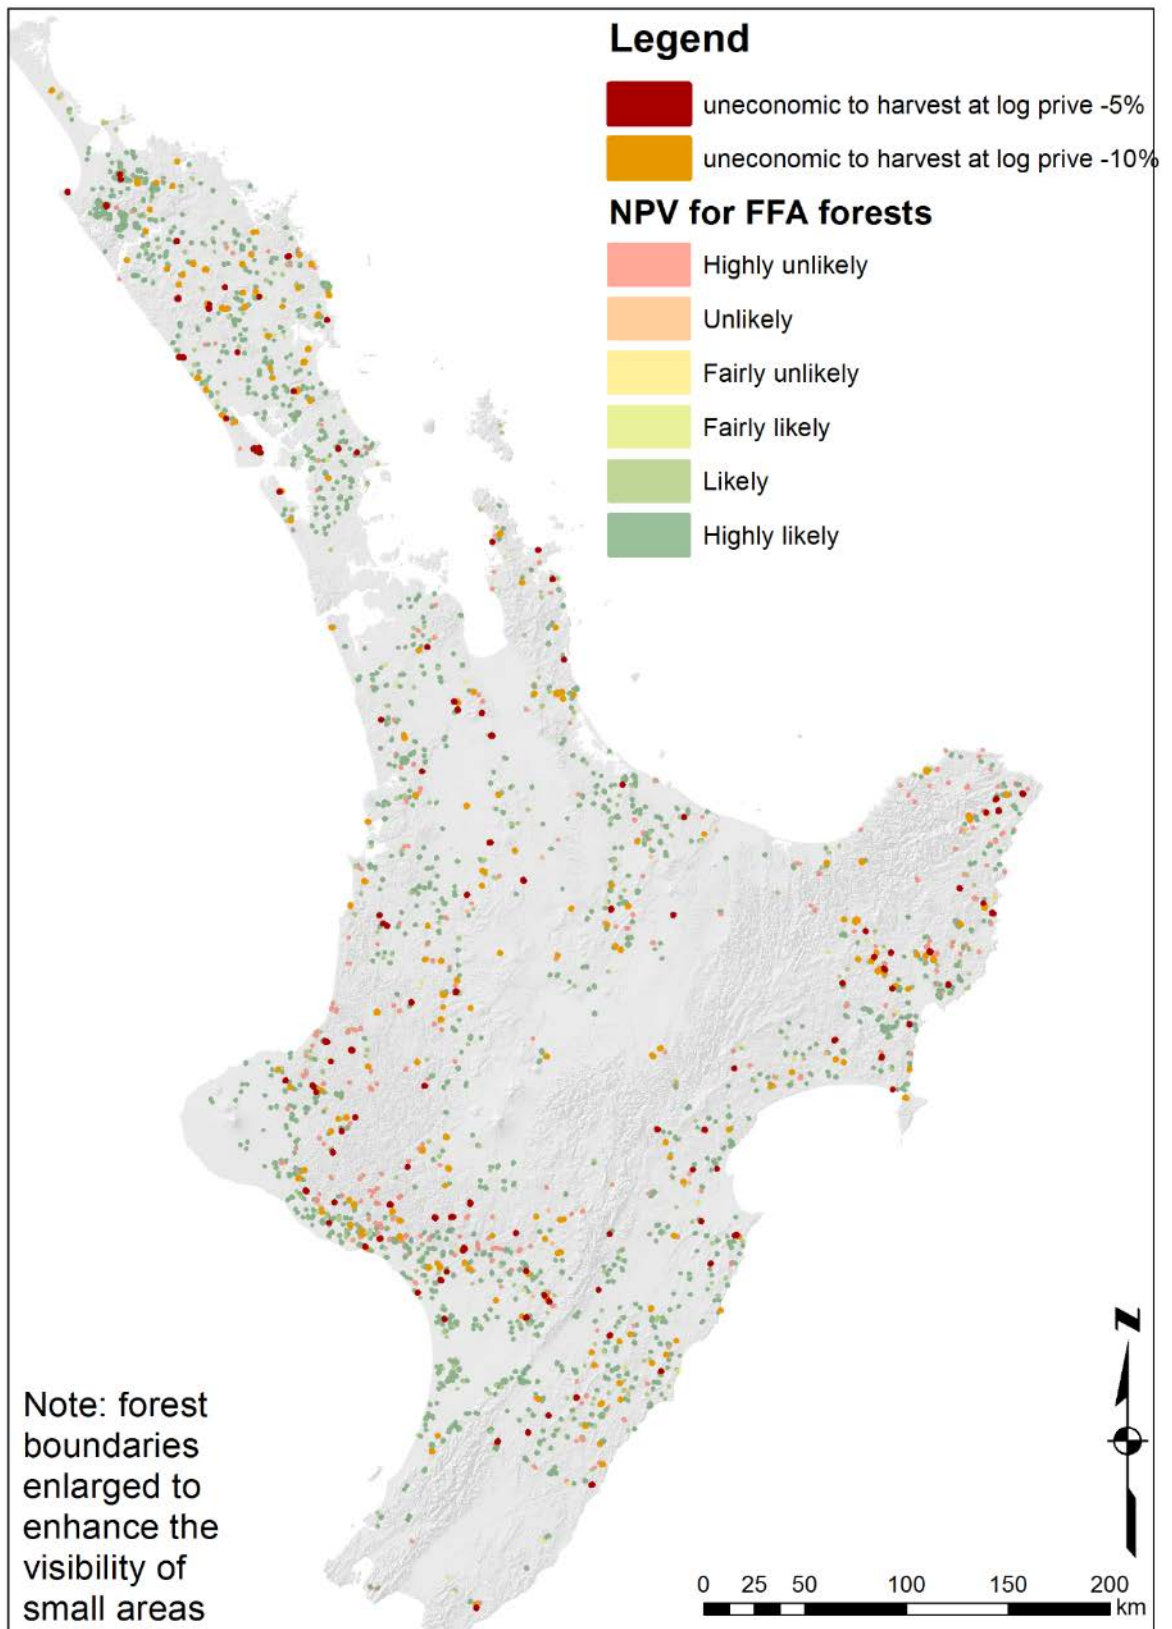 Legend
uneconomic to harvest at log prive -5%
uneconomic to harvest at log prive -10%
NPV for FFA forests
Highly unlikely
Unlikely
Fairly unlikely
Fairly likely
Likely
Highly likely
Note: forest
boundaries
enlarged to
enhance the
visibility of
small areas
N
0 25 50 100 150 200
km